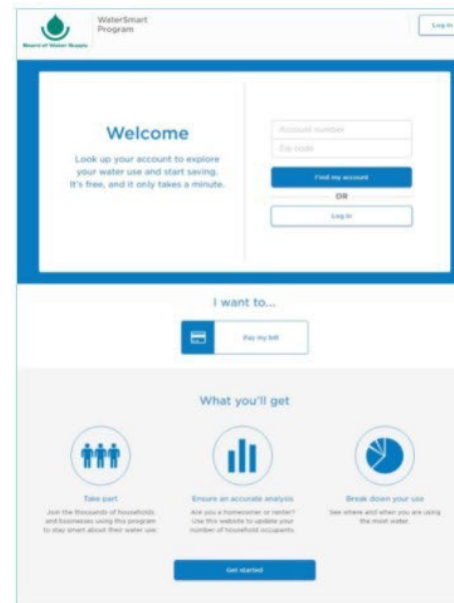 WaterSmart
Program
Log in
Board of Water Supply
Welcome
Look up your account to explore
your water use and start saving.
It's free, and it only takes a minute.
Account number
Zip code
Find my account
OR
Log in
I want to...
Pay my bill
What you'll get
Take part
Join the thousands of households
and businesses using this program
to stay smart about their water use.
Ensure an accurate analysis
Are you a homeowner or renter?
Use this website to update your
number of household occupants.
Break down your use
See where and when you are using
the most water.
Get started